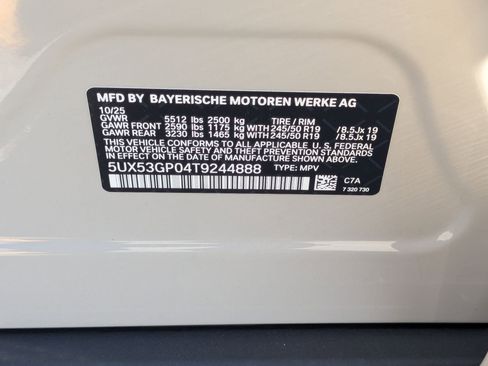 MFD BY BAYERISCHE MOTOREN WERKE AG
10/25
GVWR 5512 lbs 2500 kg TIRE / RIM
GAWR FRONT 2590 lbs 1175 kg WITH 245/50 R19 / 8.5Jx 19
GAWR REAR 3230 lbs 1465 kg WITH 245/50 R19 / 8.5Jx 19
THIS VEHICLE CONFORMS TO ALL APPLICABLE U.S. FEDERAL
MOTOR VEHICLE SAFETY, BUMPER, AND THEFT PREVENTION
STANDARDS IN EFFECT ON THE DATE OF MANUFACTURE SHOWN ABOVE.
5UX53GP04T9244888 TYPE: MPV
C7A
7 320 730